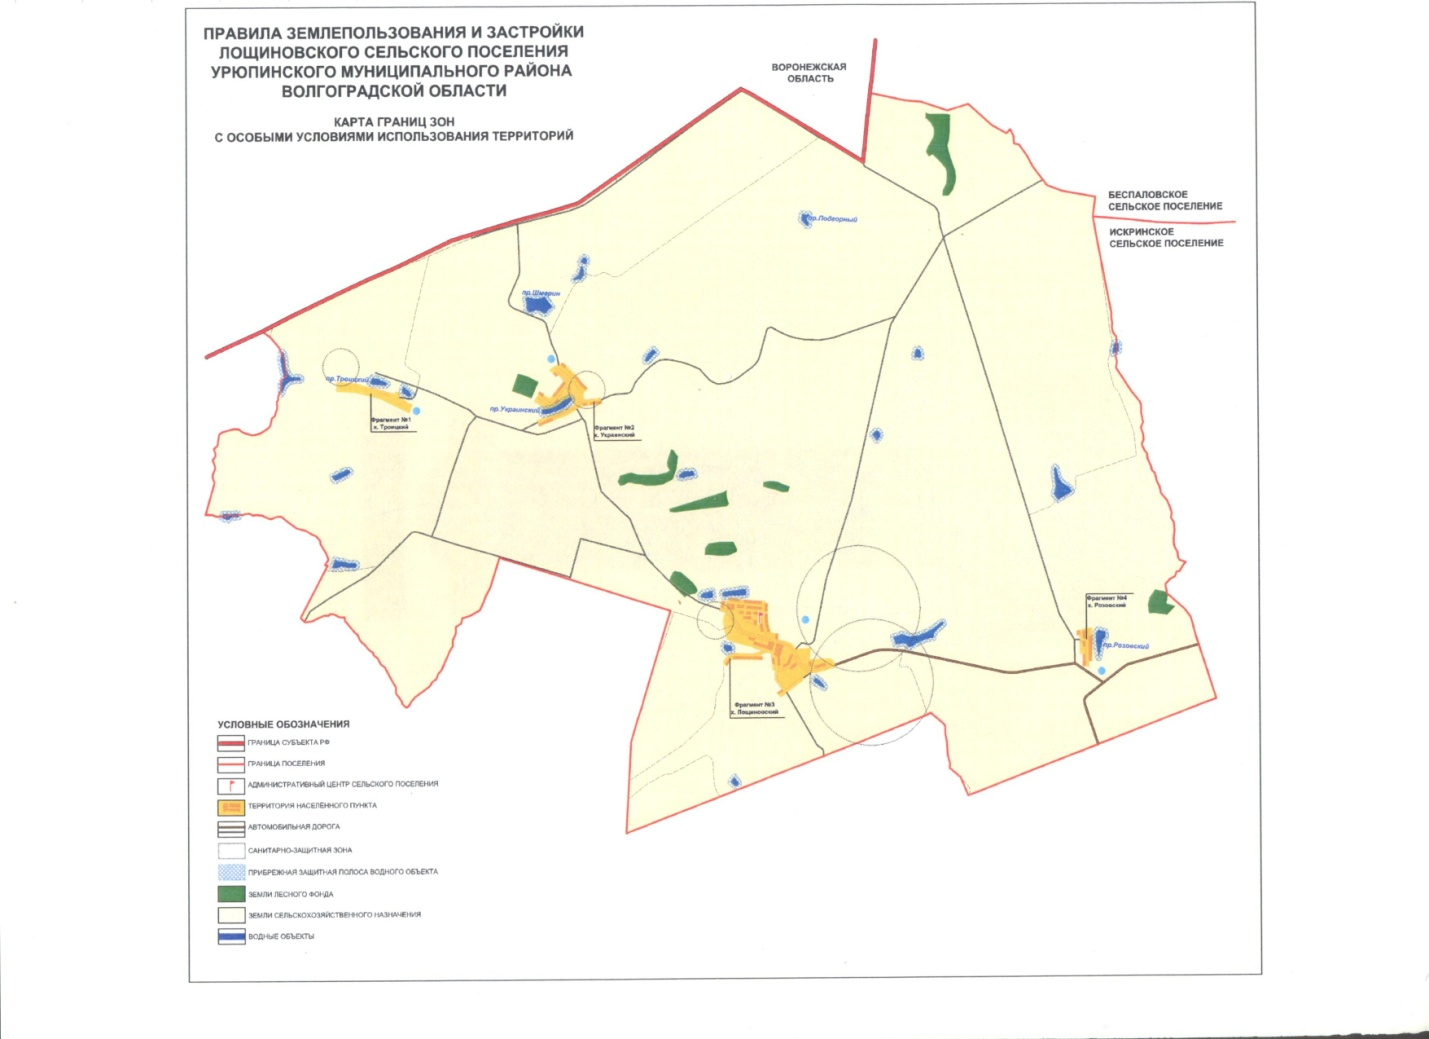 ПРАВИЛА ЗЕМЛЕПОЛЬЗОВАНИЯ И ЗАСТРОЙКИ
ЛОЩИНОВСКОГО СЕЛЬСКОГО ПОСЕЛЕНИЯ
УРЮПИНСКОГО МУНИЦИПАЛЬНОГО РАЙОНА
ВОЛГОГРАДСКОЙ ОБЛАСТИ
КАРТА ГРАНИЦ ЗОН
С ОСОБЫМИ УСЛОВИЯМИ ИСПОЛЬЗОВАНИЯ ТЕРРИТОРИЙ
ВОРОНЕЖСКАЯ
ОБЛАСТЬ
БЕСПАЛОВСКОЕ
СЕЛЬСКОЕ ПОСЕЛЕНИЕ
ИСКРИНСКОЕ
СЕЛЬСКОЕ ПОСЕЛЕНИЕ
пр.Подгорный
пр.Шмарин
пр.Троицкий
Фрагмент №1
х. Троицкий
пр.Украинский
Фрагмент №2
х. Украинский
Фрагмент №4
х. Розовский
пр.Розовский
Фрагмент №3
х. Лощиновский
УСЛОВНЫЕ ОБОЗНАЧЕНИЯ
ГРАНИЦА СУБЪЕКТА РФ
ГРАНИЦА ПОСЕЛЕНИЯ
АДМИНИСТРАТИВНЫЙ ЦЕНТР СЕЛЬСКОГО ПОСЕЛЕНИЯ
ТЕРРИТОРИЯ НАСЕЛЁННОГО ПУНКТА
АВТОМОБИЛЬНАЯ ДОРОГА
САНИТАРНО-ЗАЩИТНАЯ ЗОНА
ПРИБРЕЖНАЯ ЗАЩИТНАЯ ПОЛОСА ВОДНОГО ОБЪЕКТА
ЗЕМЛИ ЛЕСНОГО ФОНДА
ЗЕМЛИ СЕЛЬСКОХОЗЯЙСТВЕННОГО НАЗНАЧЕНИЯ
ВОДНЫЕ ОБЪЕКТЫ